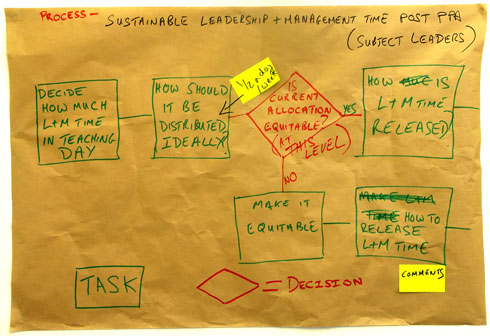 PROCESS - SUSTAINABLE LEADERSHIP + MANAGEMENT TIME POST PPA
(SUBJECT LEADERS)
DECIDE
HOW MUCH
L+M TIME
IN TEACHING
DAY
HOW SHOULD
IT BE
DISTRIBUTED
IDEALLY
1/2 A DAY
WEEK
IS
CURRENT
ALLOCATION
EQUITABLE?
(AT THIS
LEVEL)
YES
HOW IS
L+M TIME
RELEASED
NO
MAKE IT
EQUITABLE
MAKE L+M
TIME HOW TO
RELEASE
L+M TIME
COMMENTS
TASK
= DECISION